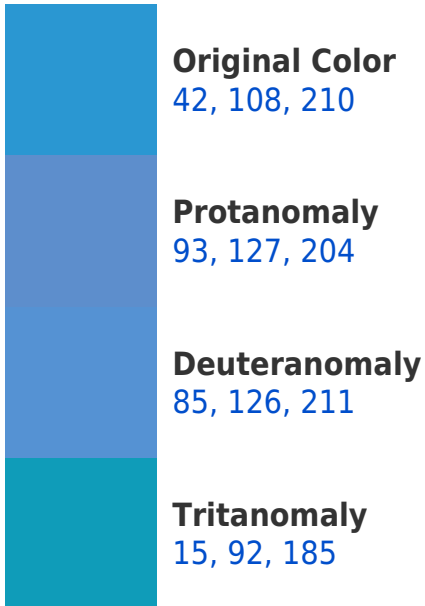 Original Color
42, 108, 210
Protanomaly
93, 127, 204
Deuteranomaly
85, 126, 211
Tritanomaly
15, 92, 185